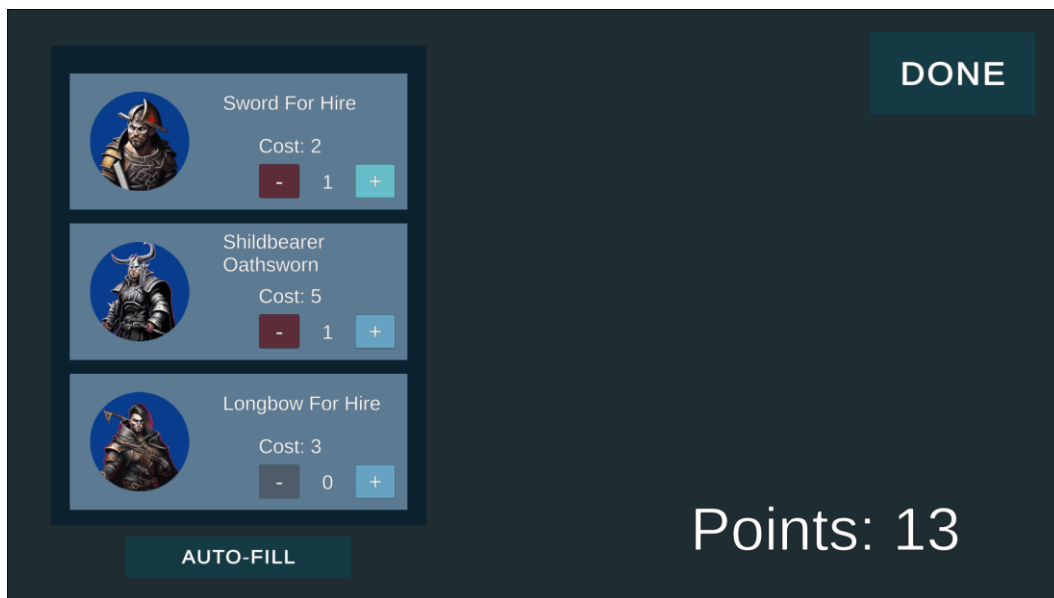 DONE
Sword For Hire
Cost: 2
- 1 +
Shildbearer
Oathsworn
Cost: 5
- 1 +
Longbow For Hire
Cost: 3
- 0 +
AUTO-FILL
Points: 13